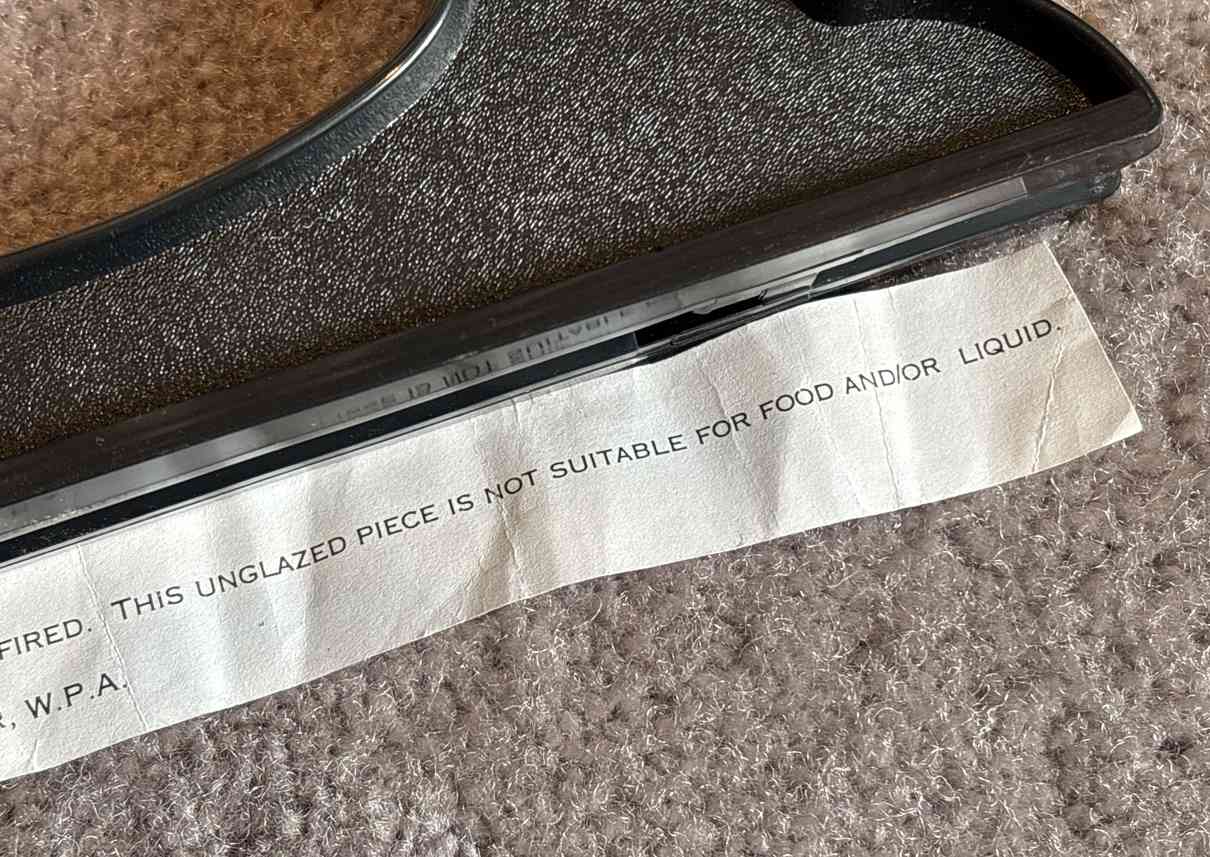 FIRED. THIS UNGLAZED PIECE IS NOT SUITABLE FOR FOOD AND/OR LIQUID.
R, W.P.A.